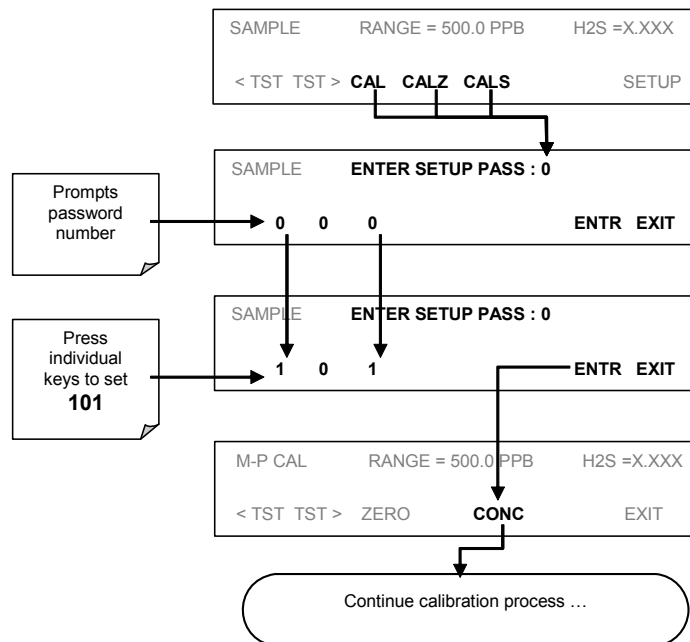 SAMPLE RANGE = 500.0 PPB H2S =X.XXX
< TST TST > CAL CALZ CALS SETUP
SAMPLE ENTER SETUP PASS : 0
Prompts
password
number
0 0 0 ENTR EXIT
SAMPLE ENTER SETUP PASS : 0
Press
individual
keys to set
101
1 0 1 ENTR EXIT
M-P CAL RANGE = 500.0 PPB H2S =X.XXX
< TST TST > ZERO CONC EXIT
Continue calibration process …